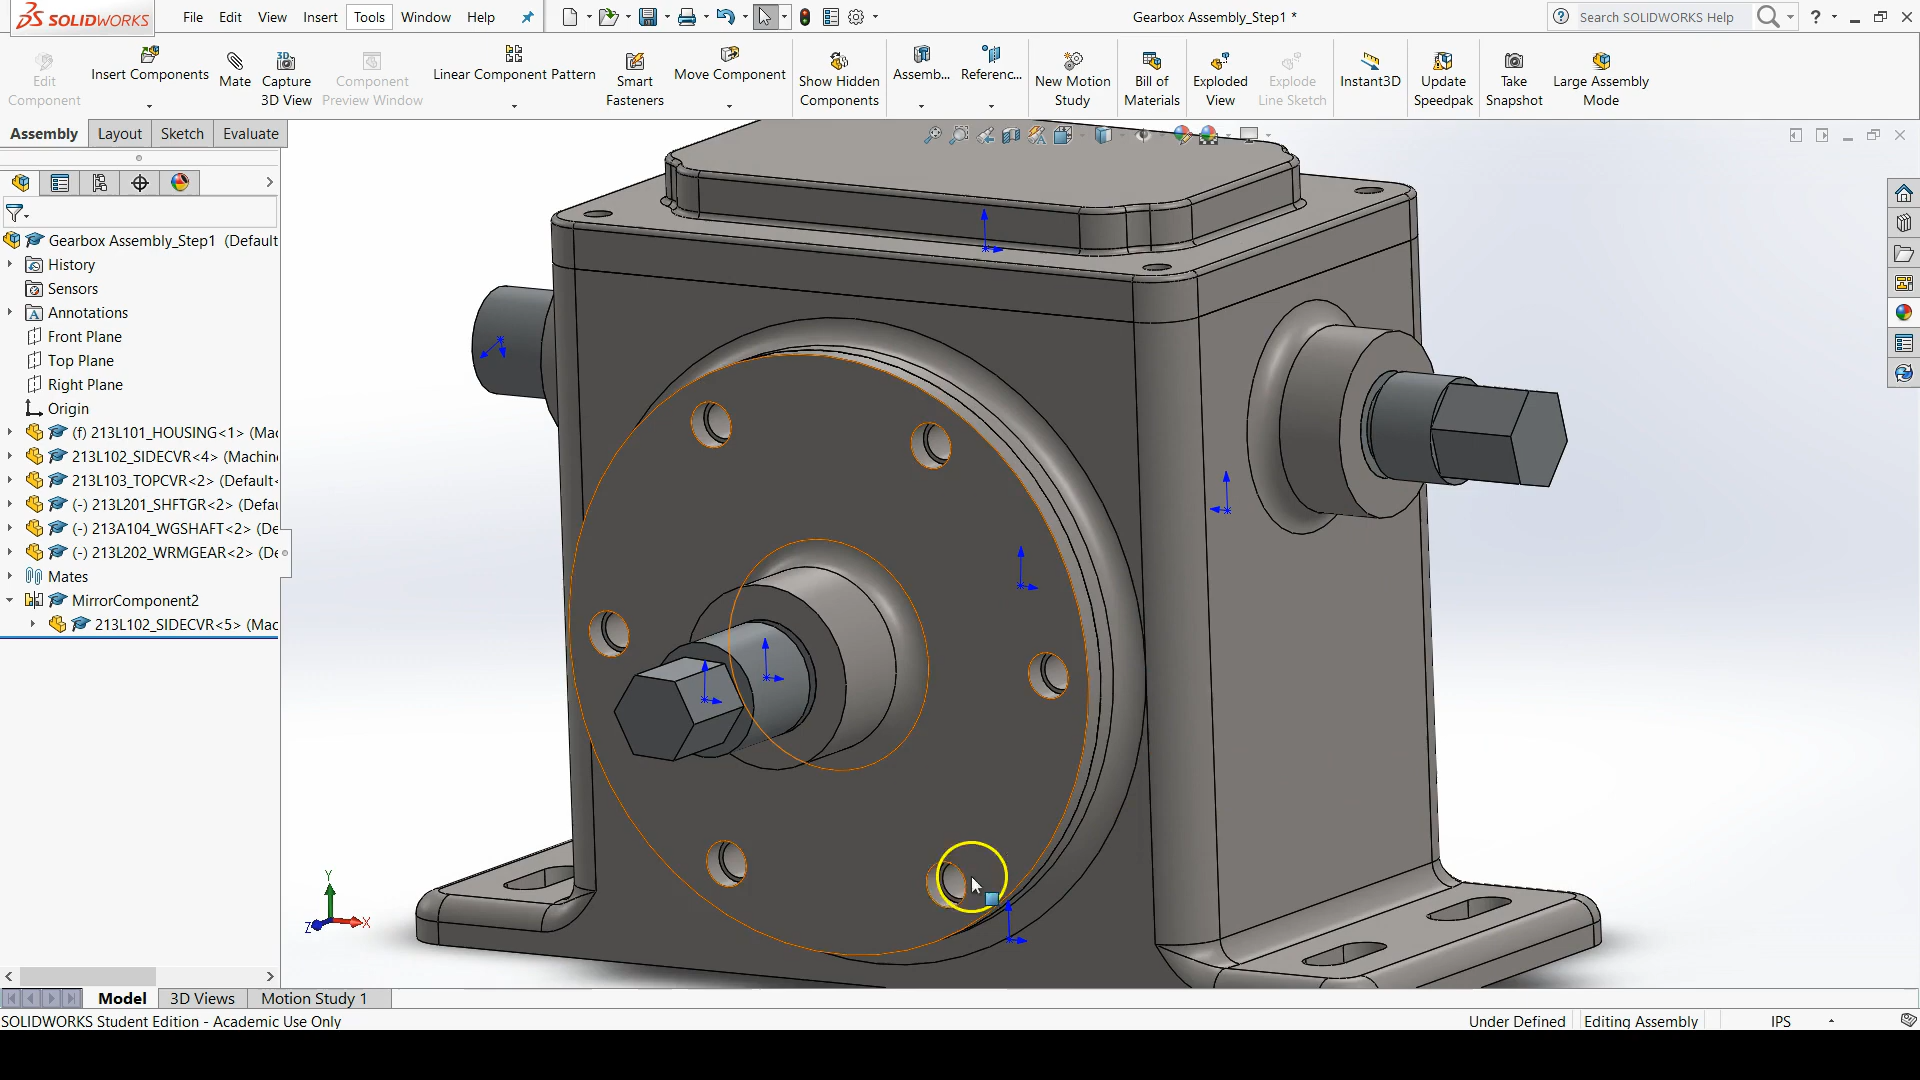 SOLIDWORKS
File Edit View Insert Tools Window Help
Gearbox Assembly_Step1 *
Search SOLIDWORKS Help
Edit Component
Insert Components
Mate
Capture 3D View
Component Preview Window
Linear Component Pattern
Smart Fasteners
Move Component
Show Hidden Components
Assemb...
Referenc...
New Motion Study
Bill of Materials
Exploded View
Explode Line Sketch
Instant3D
Update Speedpak
Take Snapshot
Large Assembly Mode
Assembly Layout Sketch Evaluate
Gearbox Assembly_Step1 (Default
History
Sensors
Annotations
Front Plane
Top Plane
Right Plane
Origin
(f) 213L101_HOUSING<1> (Mac
213L102_SIDECVR<4> (Machin
213L103_TOPCVR<2> (Default<
(-) 213L201_SHFTGR<2> (Defau
(-) 213A104_WGSHAFT<2> (De
(-) 213L202_WRMGEAR<2> (De
Mates
MirrorComponent2
213L102_SIDECVR<5> (Mac
Y
X
Z
Model 3D Views Motion Study 1
SOLIDWORKS Student Edition - Academic Use Only
Under Defined Editing Assembly IPS